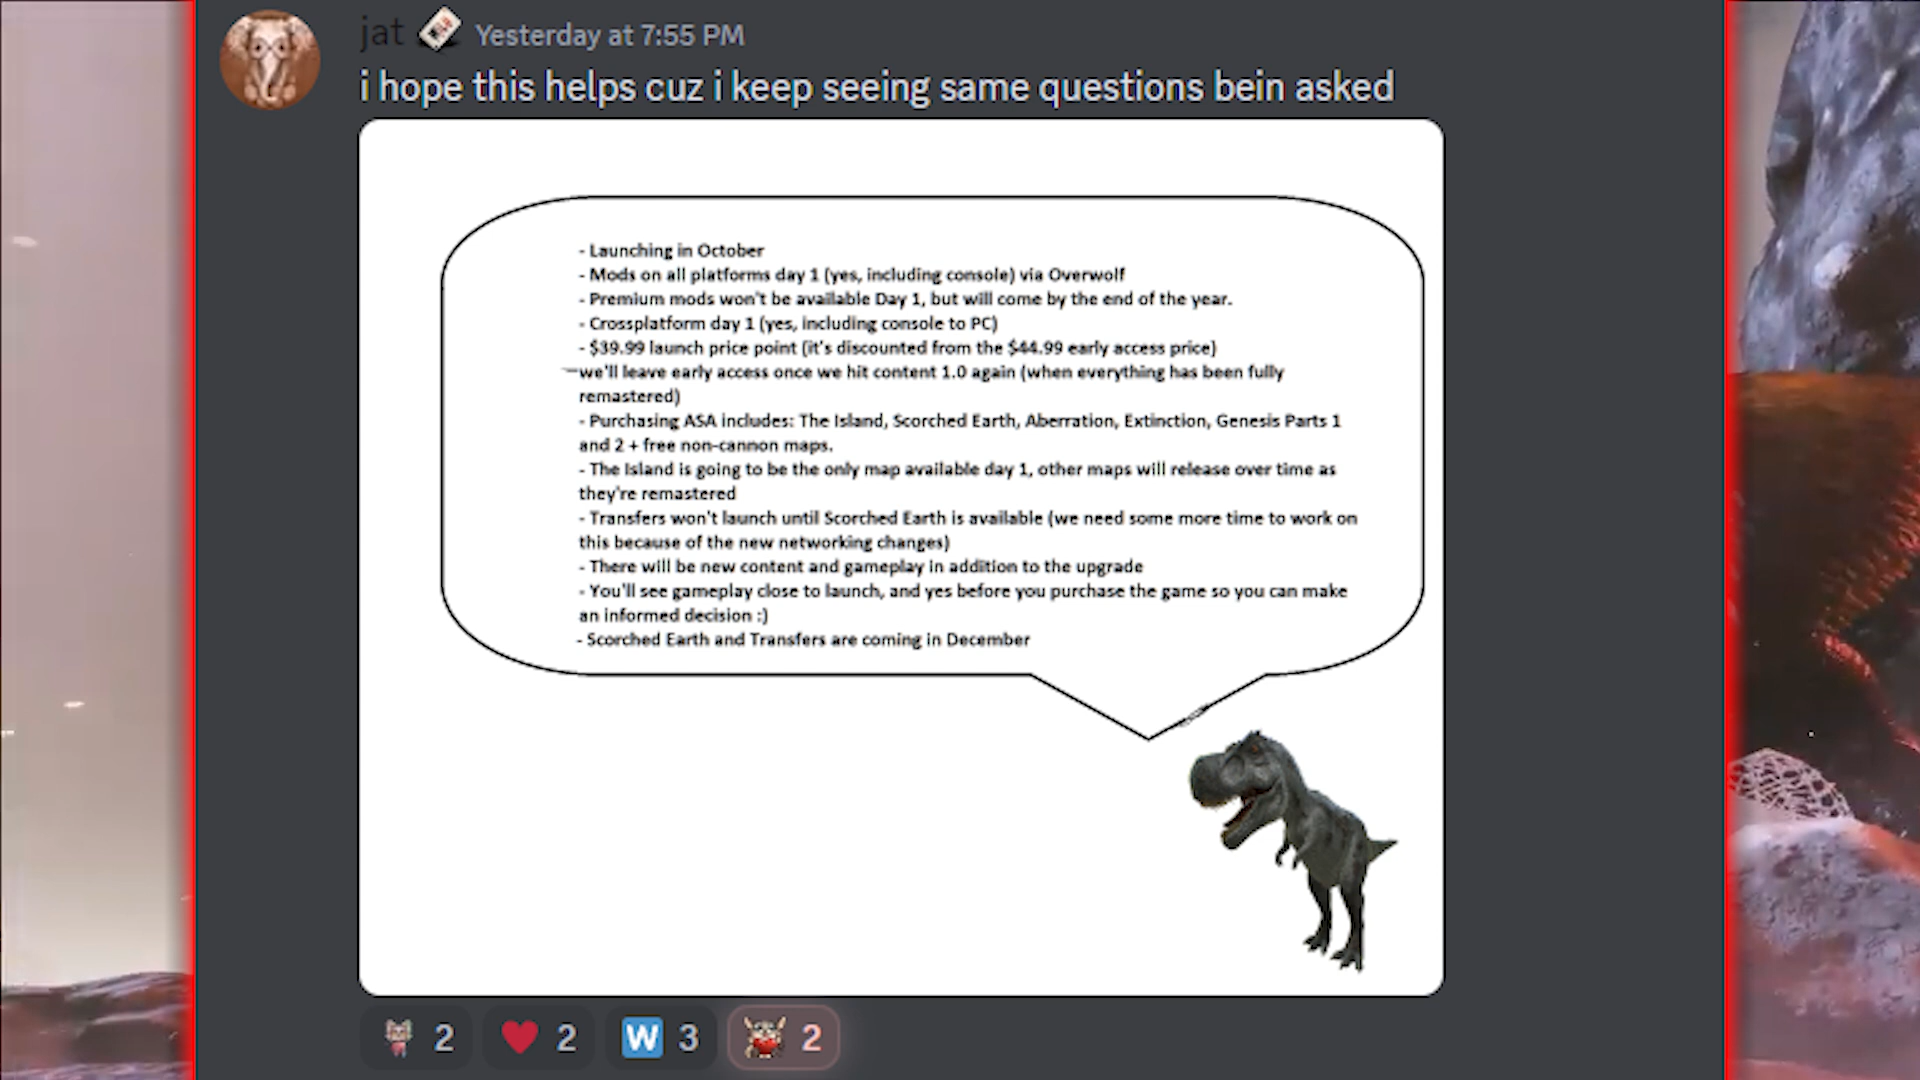 jat Yesterday at 7:55 PM
i hope this helps cuz i keep seeing same questions bein asked
- Launching in October
- Mods on all platforms day 1 (yes, including console) via Overwolf
- Premium mods won't be available Day 1, but will come by the end of the year.
- Crossplatform day 1 (yes, including console to PC)
- $39.99 launch price point (it's discounted from the $44.99 early access price)
-we'll leave early access once we hit content 1.0 again (when everything has been fully
remastered)
- Purchasing ASA includes: The Island, Scorched Earth, Aberration, Extinction, Genesis Parts 1
and 2 + free non-cannon maps.
- The Island is going to be the only map available day 1, other maps will release over time as
they're remastered
- Transfers won't launch until Scorched Earth is available (we need some more time to work on
this because of the new networking changes)
- There will be new content and gameplay in addition to the upgrade
- You'll see gameplay close to launch, and yes before you purchase the game so you can make
an informed decision :)
- Scorched Earth and Transfers are coming in December
2 2 W 3 2